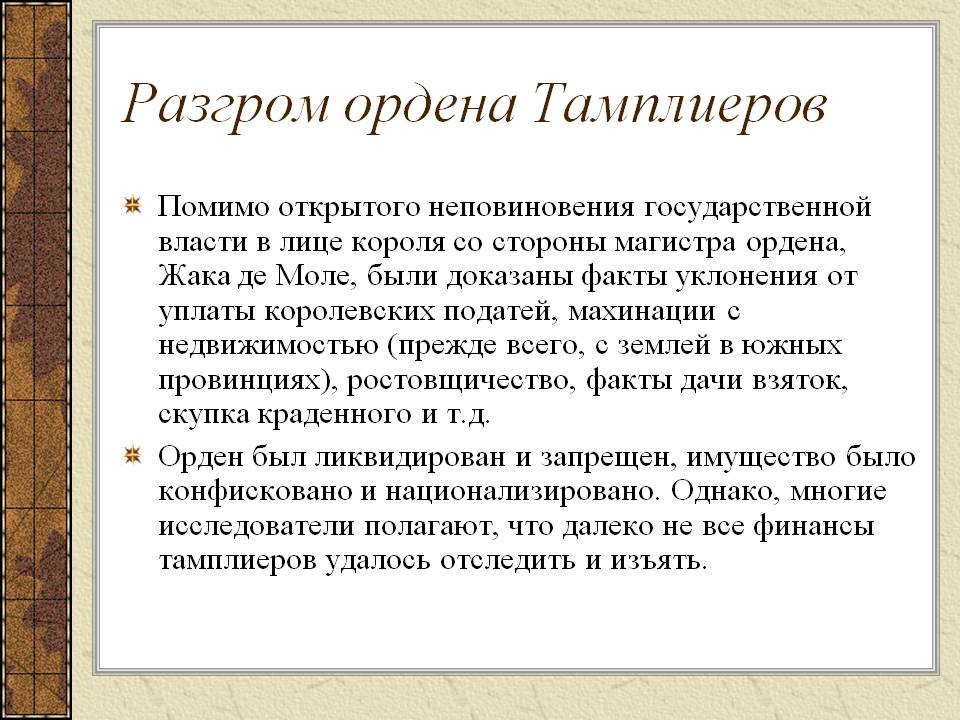 Разгром ордена Тамплиеров
Помимо открытого неповиновения государственной
власти в лице короля со стороны магистра ордена,
Жака де Моле, были доказаны факты уклонения от
уплаты королевских податей, махинации с
недвижимостью (прежде всего, с землей в южных
провинциях), ростовщичество, факты дачи взяток,
скупка краденного и т.д.
Орден был ликвидирован и запрещен, имущество было
конфисковано и национализировано. Однако, многие
исследователи полагают, что далеко не все финансы
тамплиеров удалось отследить и изъять.